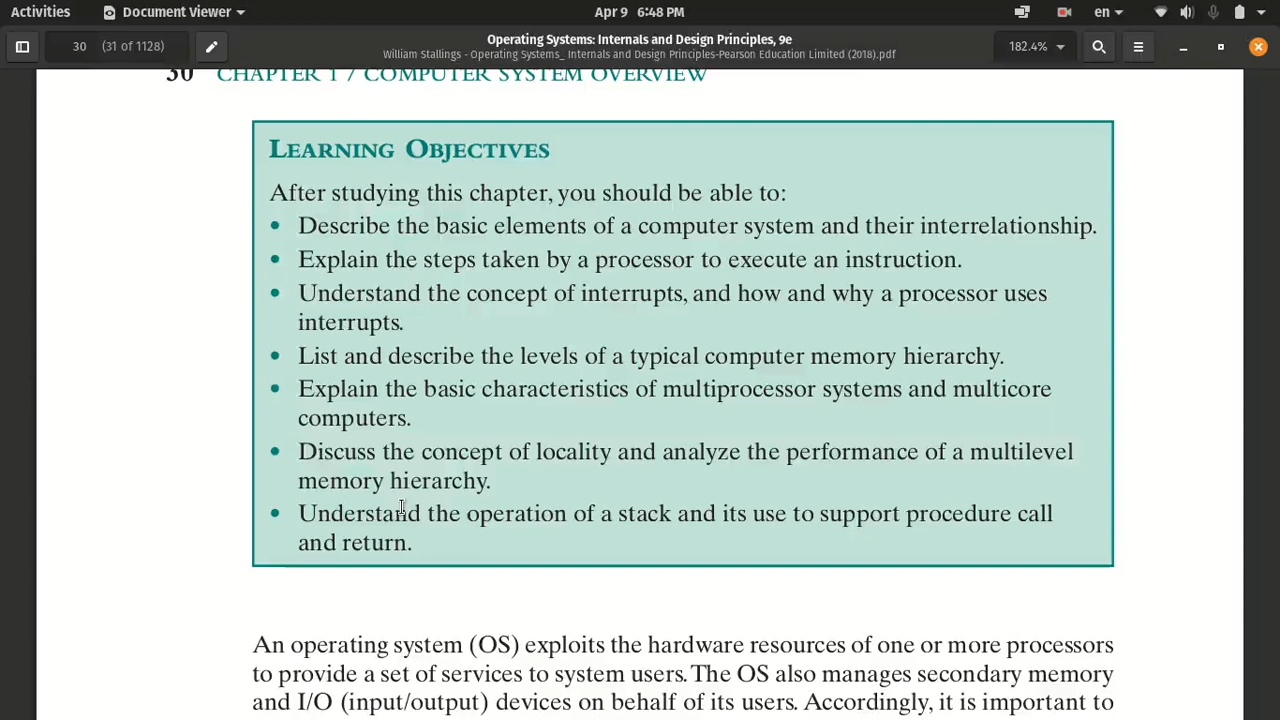 Activities Document Viewer Apr 9 6:48 PM en
30 (31 of 1128) Operating Systems: Internals and Design Principles, 9e 182.4%
William Stallings - Operating Systems_ Internals and Design Principles-Pearson Education Limited (2018).pdf
30 CHAPTER 1 / COMPUTER SYSTEM OVERVIEW
LEARNING OBJECTIVES
After studying this chapter, you should be able to:
• Describe the basic elements of a computer system and their interrelationship.
• Explain the steps taken by a processor to execute an instruction.
• Understand the concept of interrupts, and how and why a processor uses
interrupts.
• List and describe the levels of a typical computer memory hierarchy.
• Explain the basic characteristics of multiprocessor systems and multicore
computers.
• Discuss the concept of locality and analyze the performance of a multilevel
memory hierarchy.
• Understand the operation of a stack and its use to support procedure call
and return.
An operating system (OS) exploits the hardware resources of one or more processors
to provide a set of services to system users. The OS also manages secondary memory
and I/O (input/output) devices on behalf of its users. Accordingly, it is important to